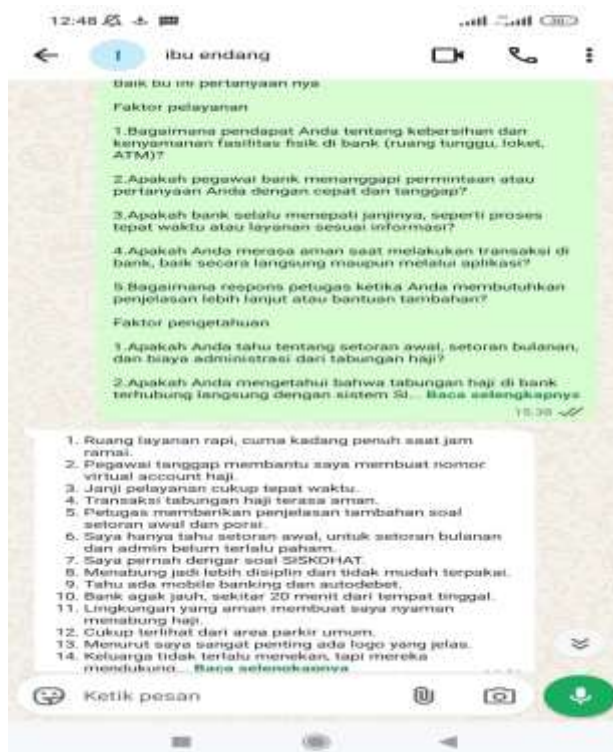 12:48
ibu endang
Baik bu ini pertanyaan nya
Faktor pelayanan
1.Bagaimana pendapat Anda tentang kebersihan dan
kenyamanan fasilitas fisik di bank (ruang tunggu, loket,
ATM)?
2.Apakah pegawai bank menanggapi permintaan atau
pertanyaan Anda dengan cepat dan tanggap?
3.Apakah bank selalu menepati janjinya, seperti proses
tepat waktu atau layanan sesuai informasi?
4.Apakah Anda merasa aman saat melakukan transaksi di
bank, baik secara langsung maupun melalui aplikasi?
5.Bagaimana respons petugas ketika Anda membutuhkan
penjelasan lebih lanjut atau bantuan tambahan?
Faktor pengetahuan
1.Apakah Anda tahu tentang setoran awal, setoran bulanan,
dan biaya administrasi dari tabungan haji?
2.Apakah Anda mengetahui bahwa tabungan haji di bank
terhubung langsung dengan sistem SI... Baca selengkapnya
15.38
1. Ruang layanan rapi, cuma kadang penuh saat jam
ramai.
2. Pegawai tanggap membantu saya membuat nomor
virtual account haji.
3. Janji pelayanan cukup tepat waktu.
4. Transaksi tabungan haji terasa aman.
5. Petugas memberikan penjelasan tambahan soal
setoran awal dan porsi.
6. Saya hanya tahu setoran awal, untuk setoran bulanan
dan admin belum terlalu paham.
7. Saya pernah dengar soal SISKOHAT.
8. Menabung jadi lebih disiplin dan tidak mudah terpakai.
9. Tahu ada mobile banking dan autodebet.
10. Bank agak jauh, sekitar 20 menit dari tempat tinggal.
11. Lingkungan yang aman membuat saya nyaman
menabung haji.
12. Cukup terlihat dari area parkir umum.
13. Menurut saya sangat penting ada logo yang jelas.
14. Keluarga tidak terlalu menekan, tapi mereka
mendukung... Baca selengkapnya
Ketik pesan